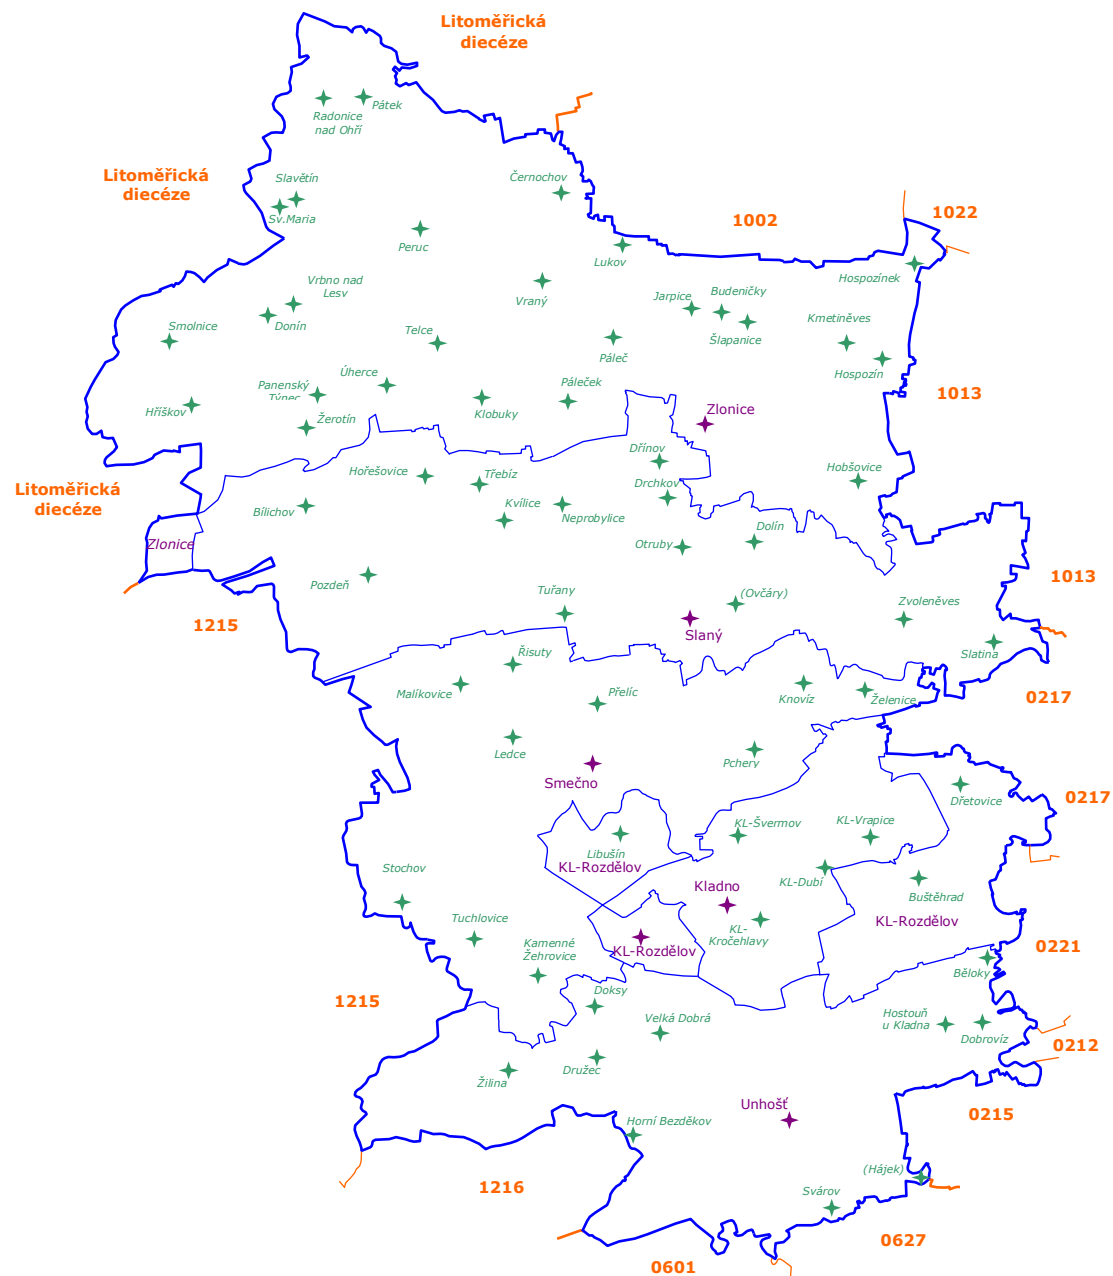 Litoměřická
diecéze
Pátek
Radonice
nad Ohří
Litoměřická
diecéze
Slavětín
Sv.Maria
Černochov
1002
1022
Peruc
Lukov
Hospozínek
Vrbno nad
Lesv
Vraný
Jarpice
Budeničky
Donín
Smolnice
Telce
Šlapanice
Kmetiněves
Páleč
Hospozín
Úherce
Panenský
Týnec
Páleček
1013
Hříškov
Žerotín
Klobuky
Zlonice
Dřínov
Hořešovice
Třebíz
Hobšovice
Litoměřická
diecéze
Drchkov
Bílichov
Kvílice
Neprobylice
Dolín
Zlonice
Otruby
Pozdeň
1013
Tuřany
(Ovčáry)
Zvoleněves
1215
Slaný
Slatina
Řisuty
Malíkovice
Přelíc
Knovíz
Želenice
0217
Ledce
Pchery
Smečno
Dřetovice
0217
KL-Švermov
KL-Vrapice
Libušín
KL-Rozdělov
Stochov
KL-Dubí
Kladno
Buštěhrad
Tuchlovice
KL-
Kročehlavy
KL-Rozdělov
Kamenné
Žehrovice
KL-Rozdělov
0221
Běloky
1215
Doksy
Velká Dobrá
Hostouň
u Kladna
Dobrovíz
0212
Žilina
Družec
Unhošť
0215
Horní Bezděkov
(Hájek)
1216
Svárov
0627
0601